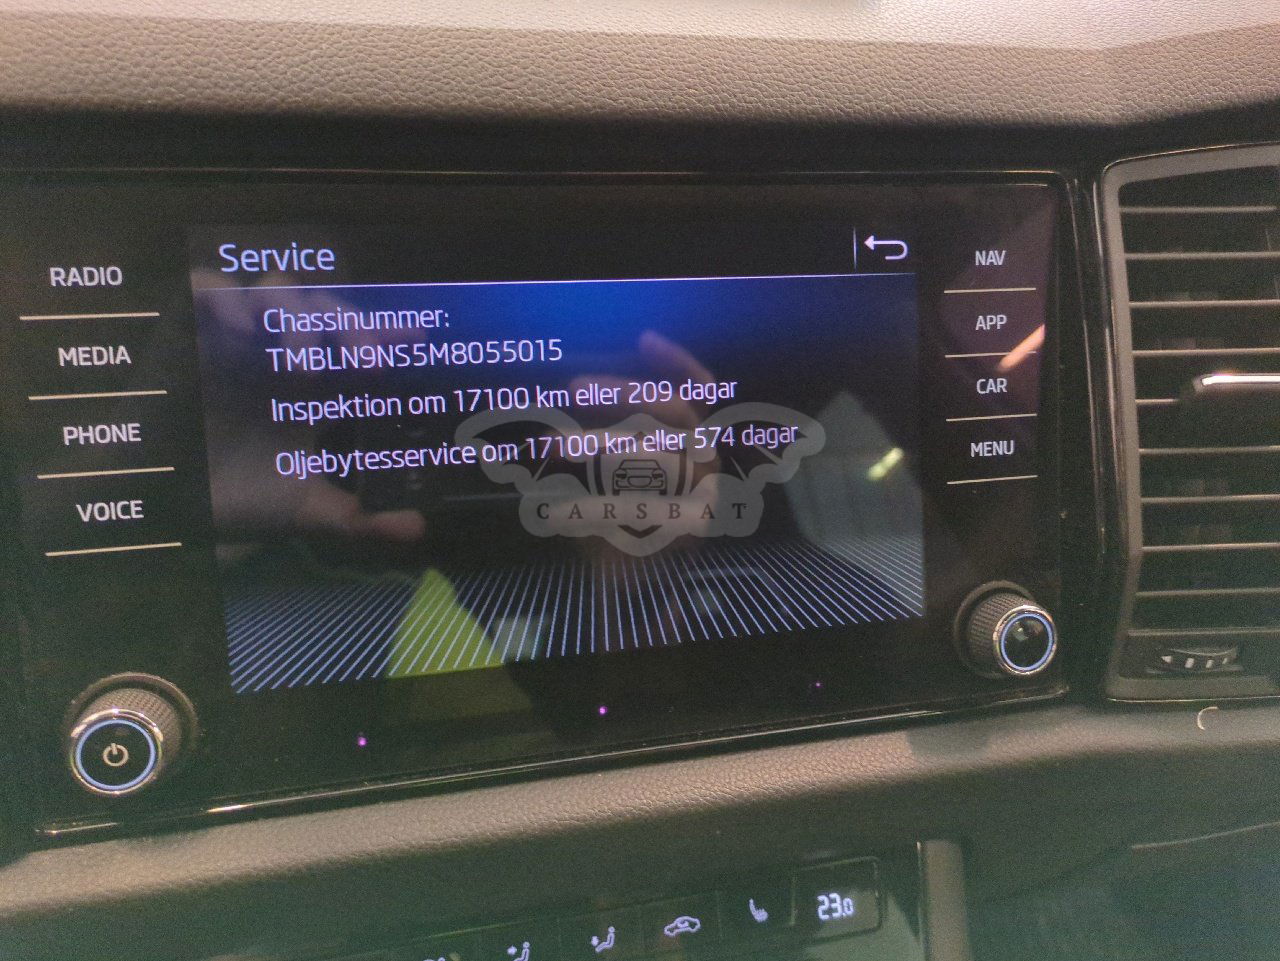 Service
RADIO
MEDIA
PHONE
VOICE
Chassinummer:
TMBLN9NS5M8055015
Inspektion om 17100 km eller 209 dagar
Oljebytesservice om 17100 km eller 574 dagar
CARSBAT
NAV
APP
CAR
MENU
23.0